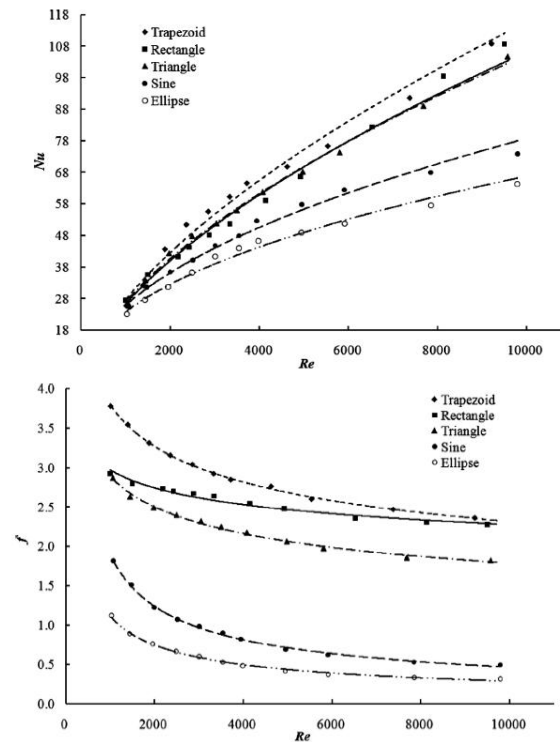 118
108
98
88
78
68
58
48
38
28
18
Nu
Trapezoid
Rectangle
Triangle
Sine
Ellipse
0 2000 4000 6000 8000 10000
Re
4.0
3.5
3.0
2.5
2.0
1.5
1.0
0.5
0.0
f
Trapezoid
Rectangle
Triangle
Sine
Ellipse
0 2000 4000 6000 8000 10000
Re